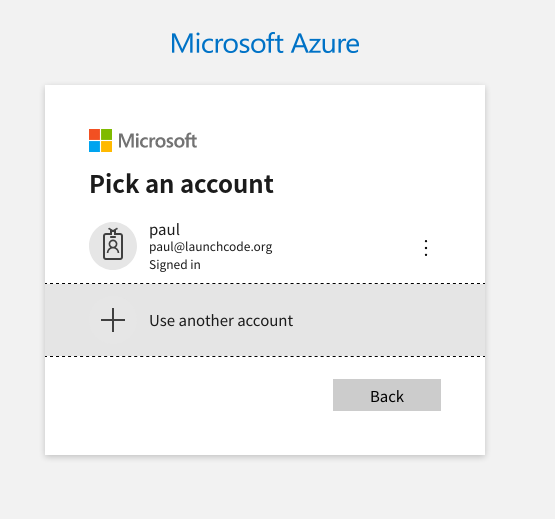 Microsoft Azure
Microsoft
Pick an account
paul
paul@launchcode.org
Signed in
Use another account
Back